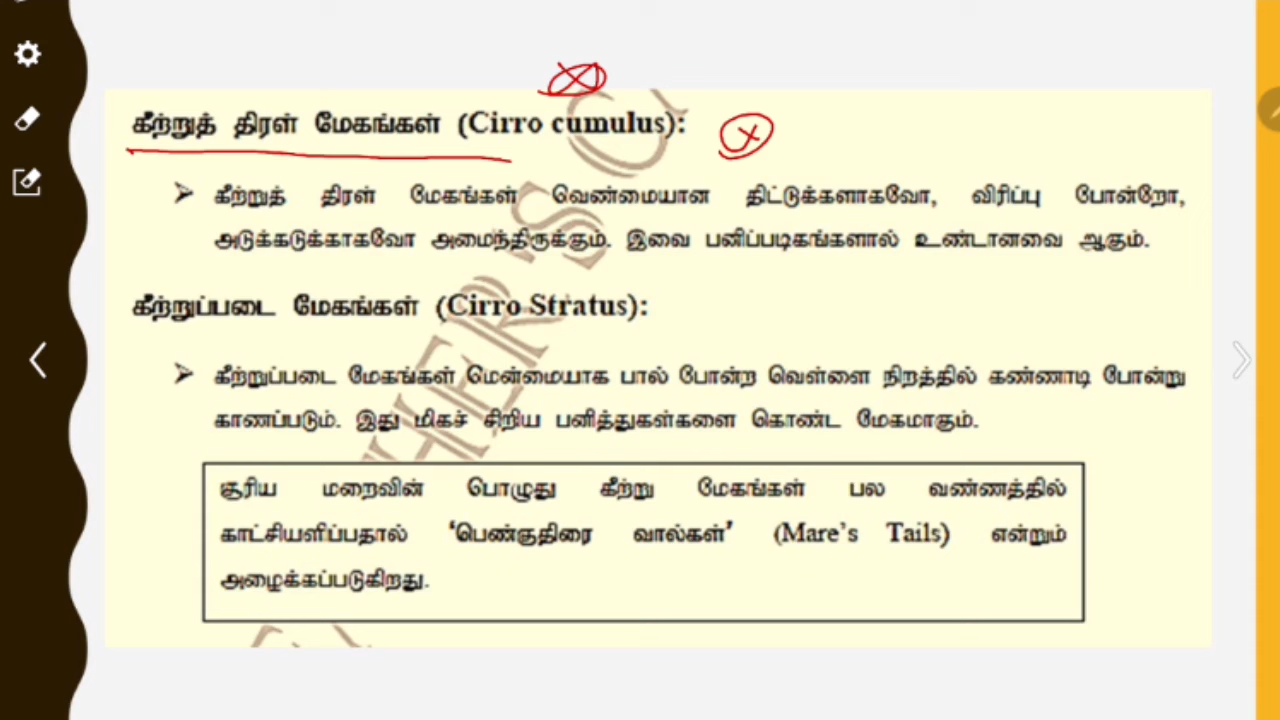 கீற்றுத் திரள் மேகங்கள் (Cirro cumulus):
➢ கீற்றுத் திரள் மேகங்கள் வெண்மையான திட்டுக்களாகவோ, விரிப்பு போன்றோ,
அடுக்கடுக்காகவோ அமைந்திருக்கும். இவை பனிப்படிகங்களால் உண்டானவை ஆகும்.
கீற்றுப்படை மேகங்கள் (Cirro Stratus):
➢ கீற்றுப்படை மேகங்கள் மென்மையாக பால் போன்ற வெள்ளை நிறத்தில் கண்ணாடி போன்று
காணப்படும். இது மிகச் சிறிய பனித்துகள்களை கொண்ட மேகமாகும்.
சூரிய மறைவின் பொழுது கீற்று மேகங்கள் பல வண்ணத்தில்
காட்சியளிப்பதால் ‘பெண்குதிரை வால்கள்’ (Mare’s Tails) என்றும்
அழைக்கப்படுகிறது.